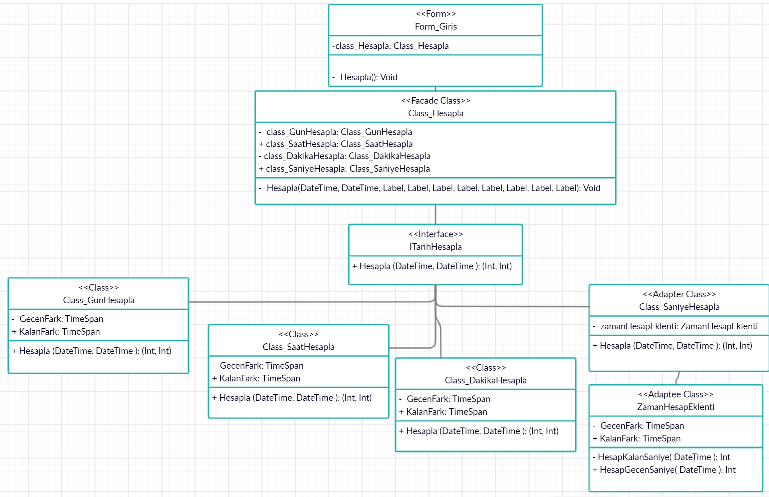 <<Form>>
Form_Giris
-class_Hesapla: Class_Hesapla
- Hesapla(): Void
<<Facade Class>>
Class_Hesapla
- class_GunHesapla: Class_GunHesapla
+ class_SaatHesapla: Class_SaatHesapla
- class_DakikaHesapla: Class_DakikaHesapla
+ class_SaniyeHesapla: Class_SaniyeHesapla
- Hesapla(DateTime, DateTime, Label, Label, Label, Label, Label, Label, Label, Label): Void
<<Interface>>
ITarihHesapla
+ Hesapla (DateTime, DateTime ): (Int, Int)
<<Class>>
Class_GunHesapla
- GecenFark: TimeSpan
+ KalanFark: TimeSpan
+ Hesapla (DateTime, DateTime ): (Int, Int)
<<Class>>
Class_SaatHesapla
- GecenFark: TimeSpan
+ KalanFark: TimeSpan
+ Hesapla (DateTime, DateTime ): (Int, Int)
<<Class>>
Class_DakikaHesapla
- GecenFark: TimeSpan
+ KalanFark: TimeSpan
+ Hesapla (DateTime, DateTime ): (Int, Int)
<<Adapter Class>>
Class_SaniyeHesapla
- zamanHesapEklenti: ZamanHesapEklenti
+ Hesapla (DateTime, DateTime ): (Int, Int)
<<Adaptee Class>>
ZamanHesapEklenti
- GecenFark: TimeSpan
+ KalanFark: TimeSpan
- HesapKalanSaniye( DateTime ): Int
+ HesapGecenSaniye( DateTime ): Int